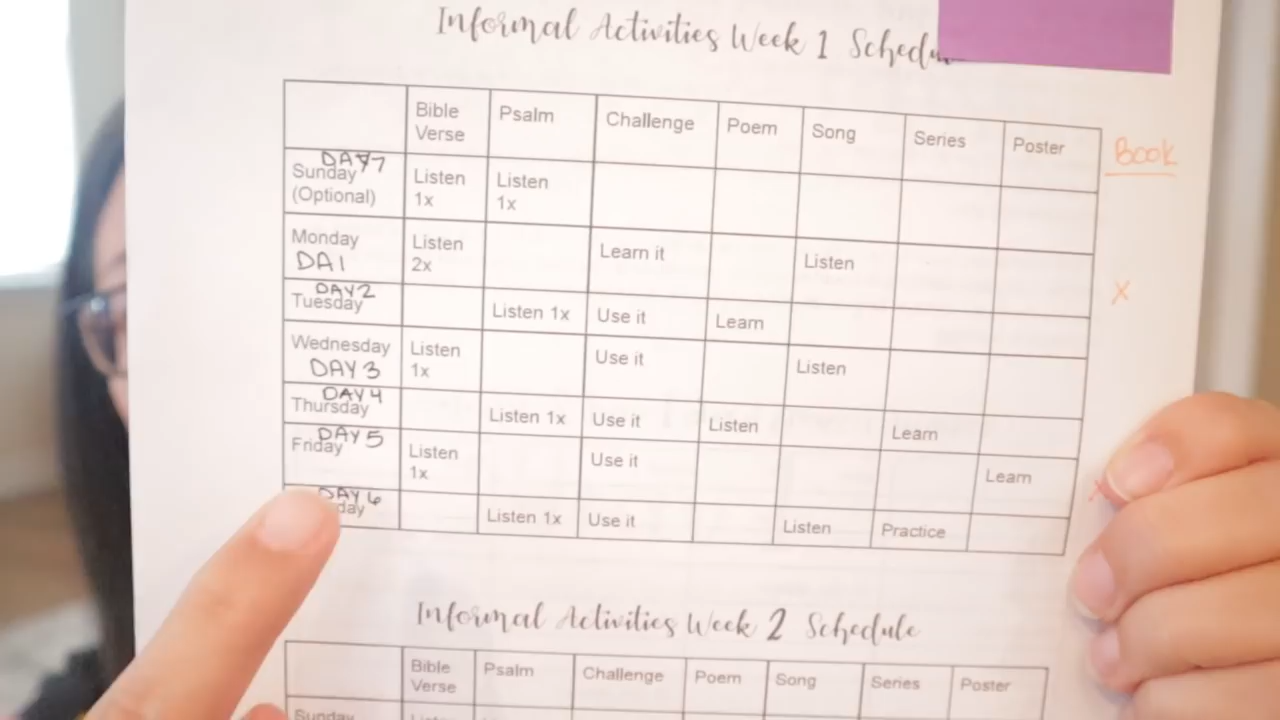 Informal Activities Week 1
Bible Verse Psalm Challenge Poem Song Series Poster Book
DAY 7
Sunday (Optional) Listen 1x Listen 1x
Monday Listen 2x Learn it Listen
DA1
DAY 2 X
Tuesday Listen 1x Use it Learn
Wednesday Listen 1x Use it Listen
DAY 3
DAY 4
Thursday Listen 1x Use it Listen Learn
DAY 5
Friday Listen 1x Use it Learn
DAY 6
day Listen 1x Use it Listen Practice
Informal Activities Week 2 Schedule
Bible Verse Psalm Challenge Poem Song Series Poster
Sunday